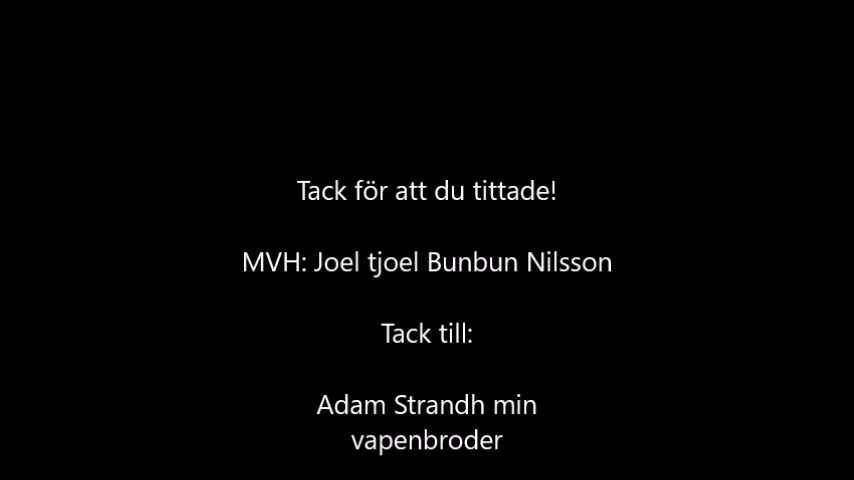 Tack för att du tittade!
MVH: Joel tjoel Bunbun Nilsson
Tack till:
Adam Strandh min
vapenbroder